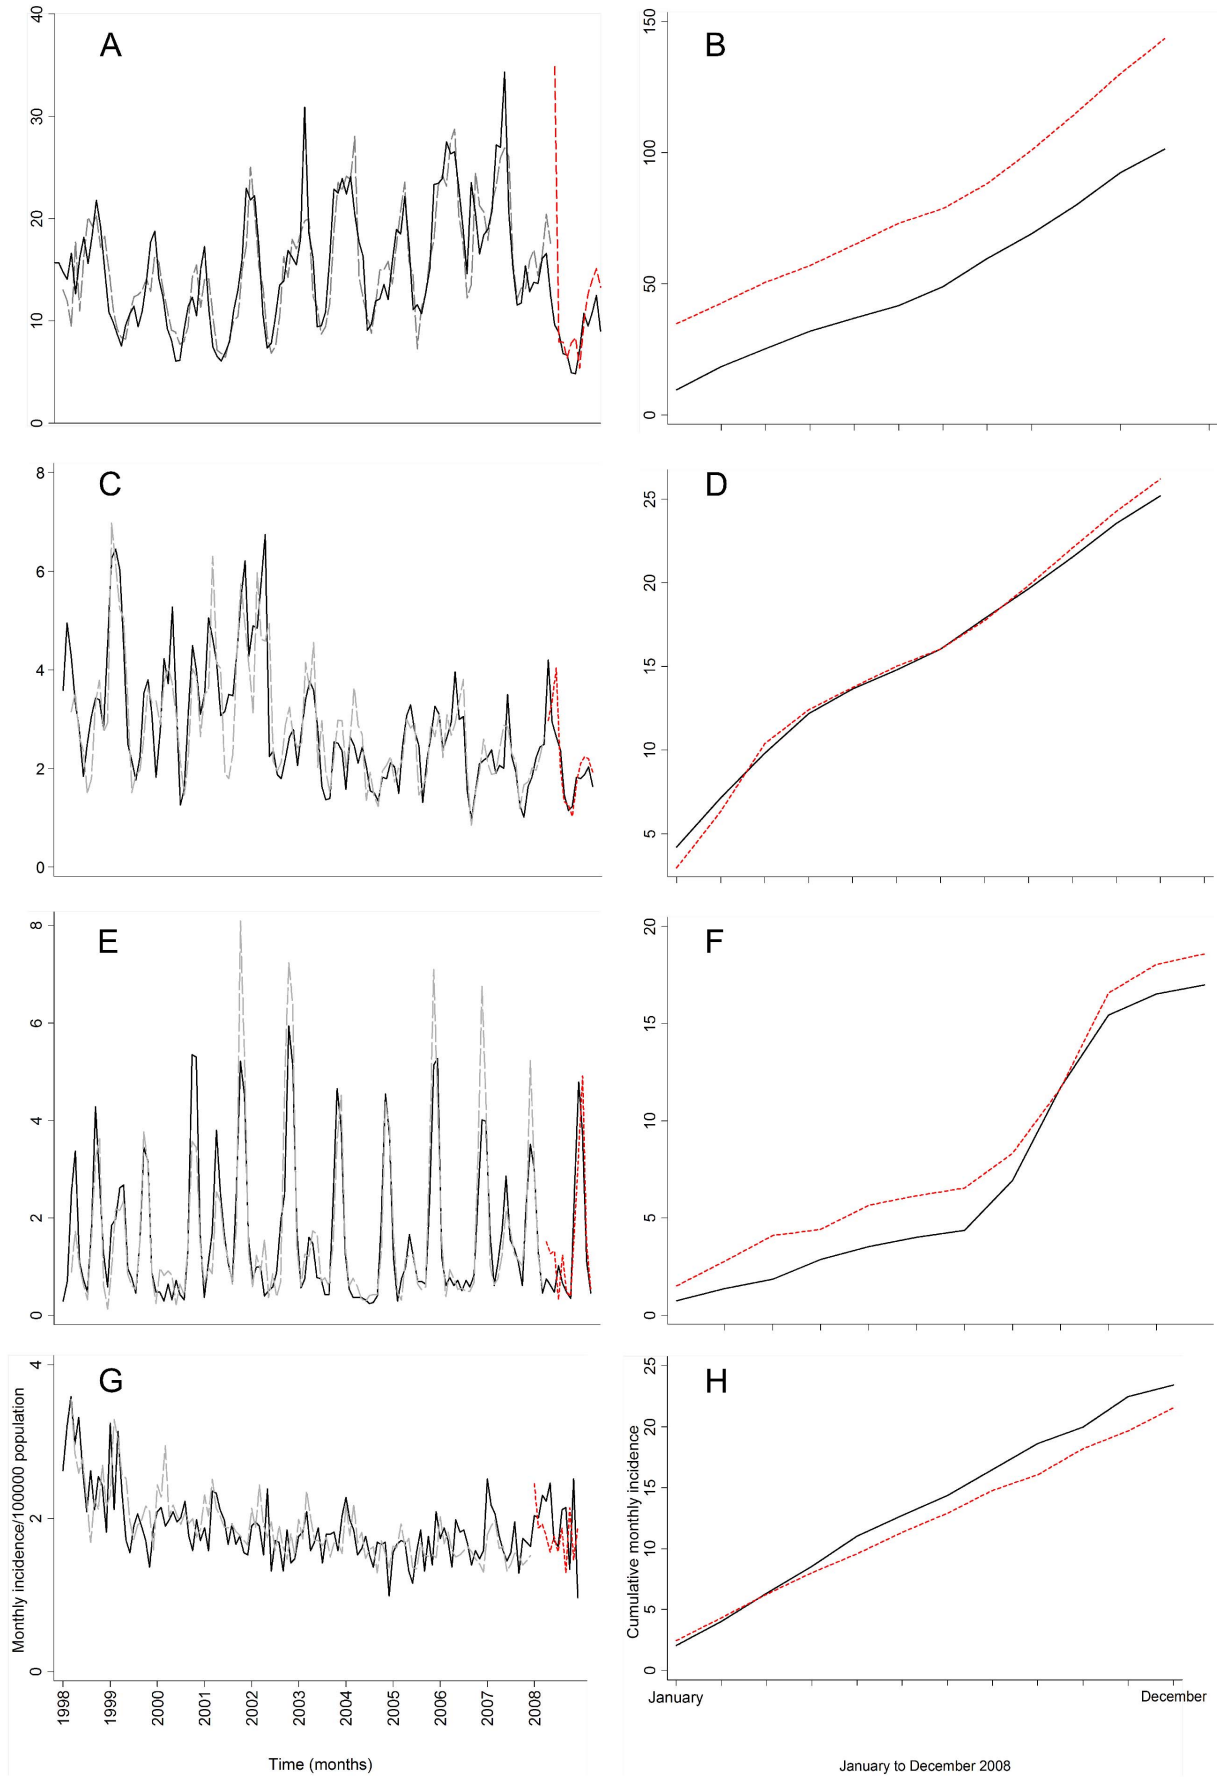 A
40
30
20
10
0
B
150
100
50
0
C
8
6
4
2
0
D
25
20
15
10
5
E
8
6
4
2
0
F
20
15
10
5
0
G
4
2
0
Monthly incidence/100000 population
1998 1999 2000 2001 2002 2003 2004 2005 2006 2007 2008
Time (months)
H
25
20
15
10
5
0
Cumulative monthly incidence
January December
January to December 2008